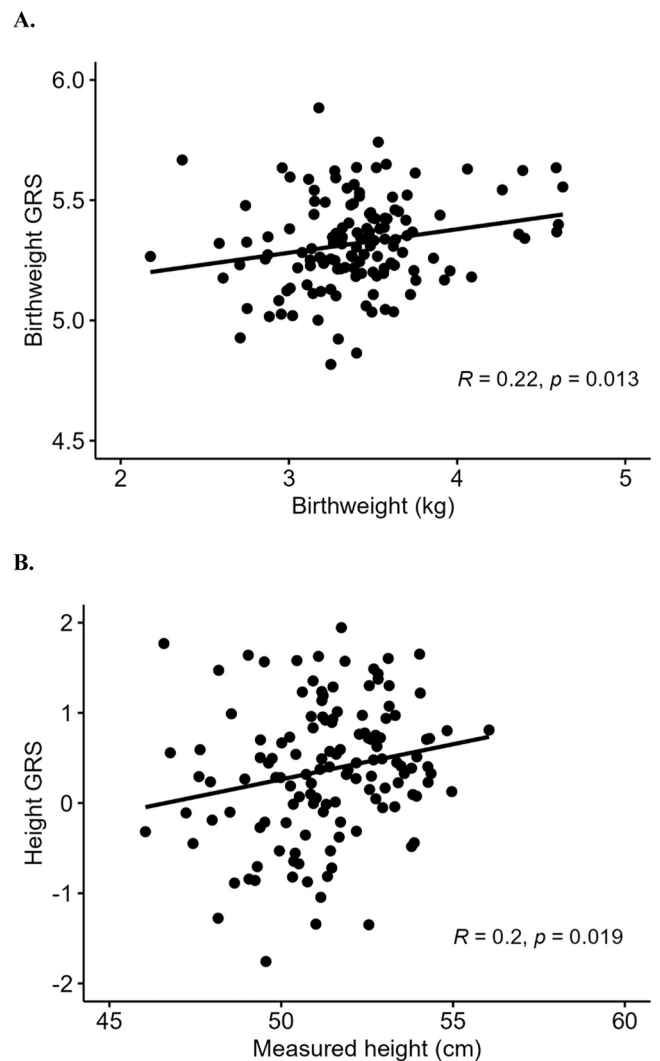 A.
6.0
5.5
5.0
4.5
Birthweight GRS
R = 0.22, p = 0.013
2 3 4 5
Birthweight (kg)
B.
2
1
0
-1
-2
Height GRS
R = 0.2, p = 0.019
45 50 55 60
Measured height (cm)